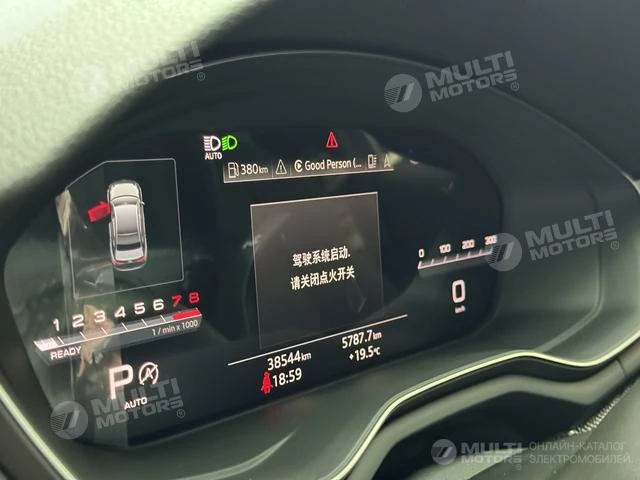 MULTI
MOTORS®
MULTI
MOTORS®
AUTO
380km
Good Person (...
驾驶系统启动.
请关闭点火开关
0 100 200 300
0
km/h
1 2 3 4 5 6 7 8
1 / min x 1000
READY
P
AUTO
38544km
5787.7km
18:59
+19.5°C
MULTI
MOTORS®
MULTI
MOTORS®
MULTI
MOTORS®
ОНЛАЙН-КАТАЛОГ
ЭЛЕКТРОМОБИЛЕЙ